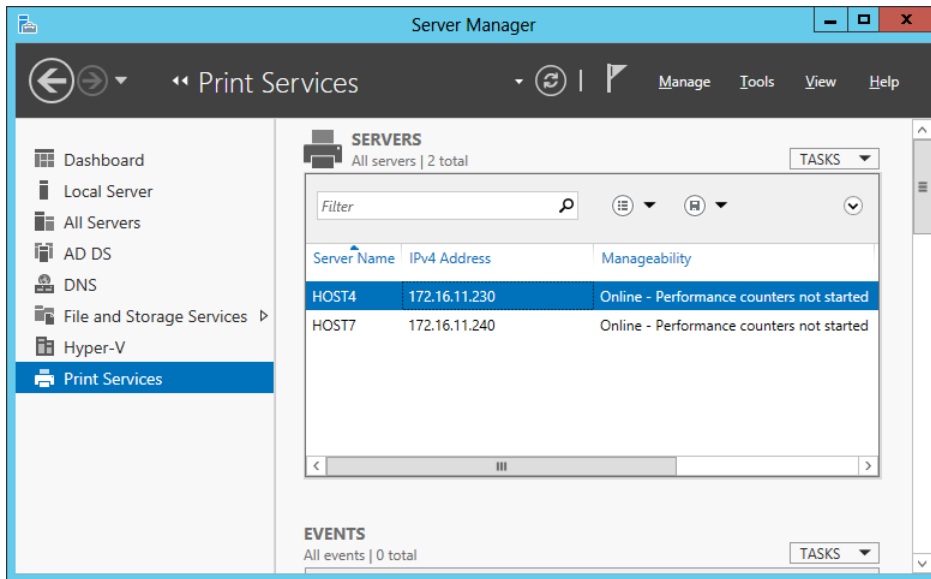 Server Manager
Print Services
Manage Tools View Help
Dashboard
Local Server
All Servers
AD DS
DNS
File and Storage Services
Hyper-V
Print Services
SERVERS
All servers | 2 total
TASKS
Filter
Server Name IPv4 Address Manageability
HOST4 172.16.11.230 Online - Performance counters not started
HOST7 172.16.11.240 Online - Performance counters not started
EVENTS
All events | 0 total
TASKS